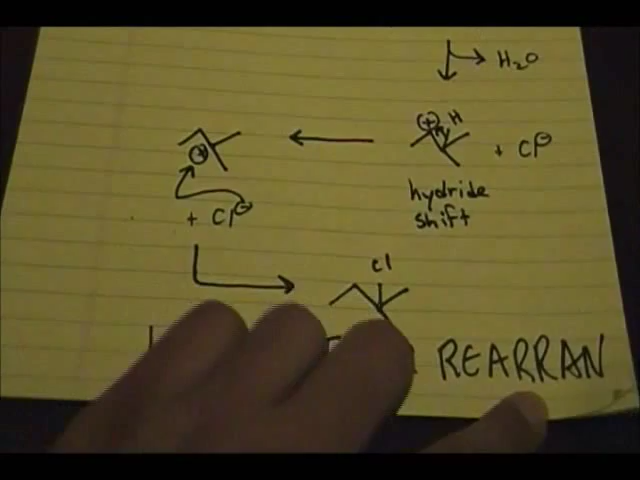 H₂O
⊕ H
+ Cl⊖
hydride
shift
⊕
+ Cl⊖
Cl
REARRAN